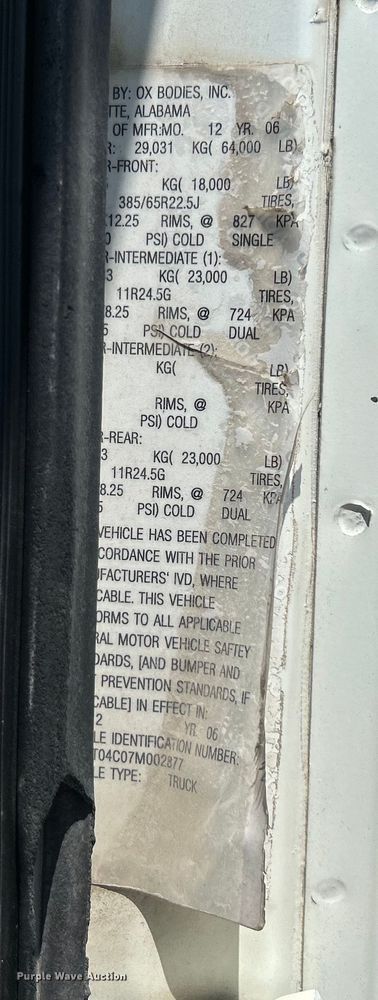 BY: OX BODIES, INC.
TTE, ALABAMA
OF MFR:MO. 12 YR. 06
R: 29,031 KG( 64,000 LB)
R-FRONT:
KG( 18,000 LB)
385/65R22.5J TIRES,
12.25 RIMS, @ 827 KPA
PSI) COLD SINGLE
R-INTERMEDIATE (1):
3 KG( 23,000 LB)
11R24.5G TIRES,
8.25 RIMS, @ 724 KPA
5 PSI) COLD DUAL
R-INTERMEDIATE (2):
KG( LB)
TIRES,
RIMS, @ KPA
PSI) COLD
R-REAR:
3 KG( 23,000 LB)
11R24.5G TIRES,
8.25 RIMS, @ 724 KPA
5 PSI) COLD DUAL
VEHICLE HAS BEEN COMPLETED
CCORDANCE WITH THE PRIOR
UFACTURERS' IVD, WHERE
CABLE. THIS VEHICLE
ORMS TO ALL APPLICABLE
RAL MOTOR VEHICLE SAFTEY
DARDS, [AND BUMPER AND
PREVENTION STANDARDS, IF
CABLE] IN EFFECT IN:
2 YR. 06
LE IDENTIFICATION NUMBER:
T04C07M002877
LE TYPE: TRUCK
Purple Wave Auction